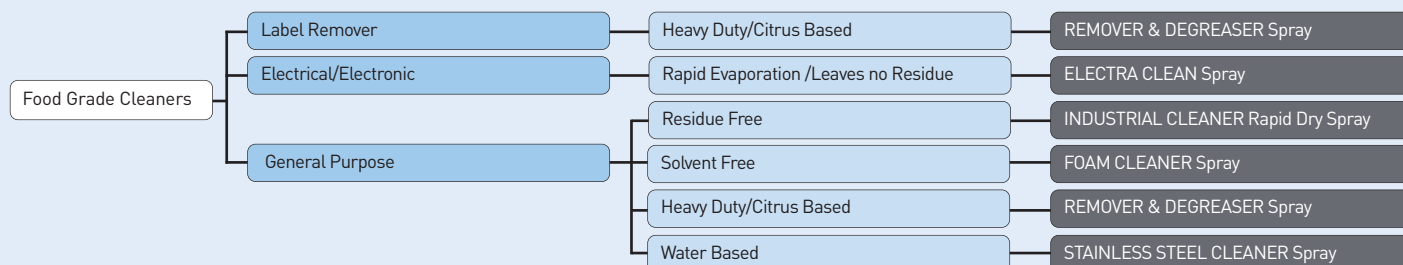 Label Remover
Heavy Duty/Citrus Based
REMOVER & DEGREASER Spray
Electrical/Electronic
Rapid Evaporation /Leaves no Residue
ELECTRA CLEAN Spray
Food Grade Cleaners
Residue Free
INDUSTRIAL CLEANER Rapid Dry Spray
General Purpose
Solvent Free
FOAM CLEANER Spray
Heavy Duty/Citrus Based
REMOVER & DEGREASER Spray
Water Based
STAINLESS STEEL CLEANER Spray